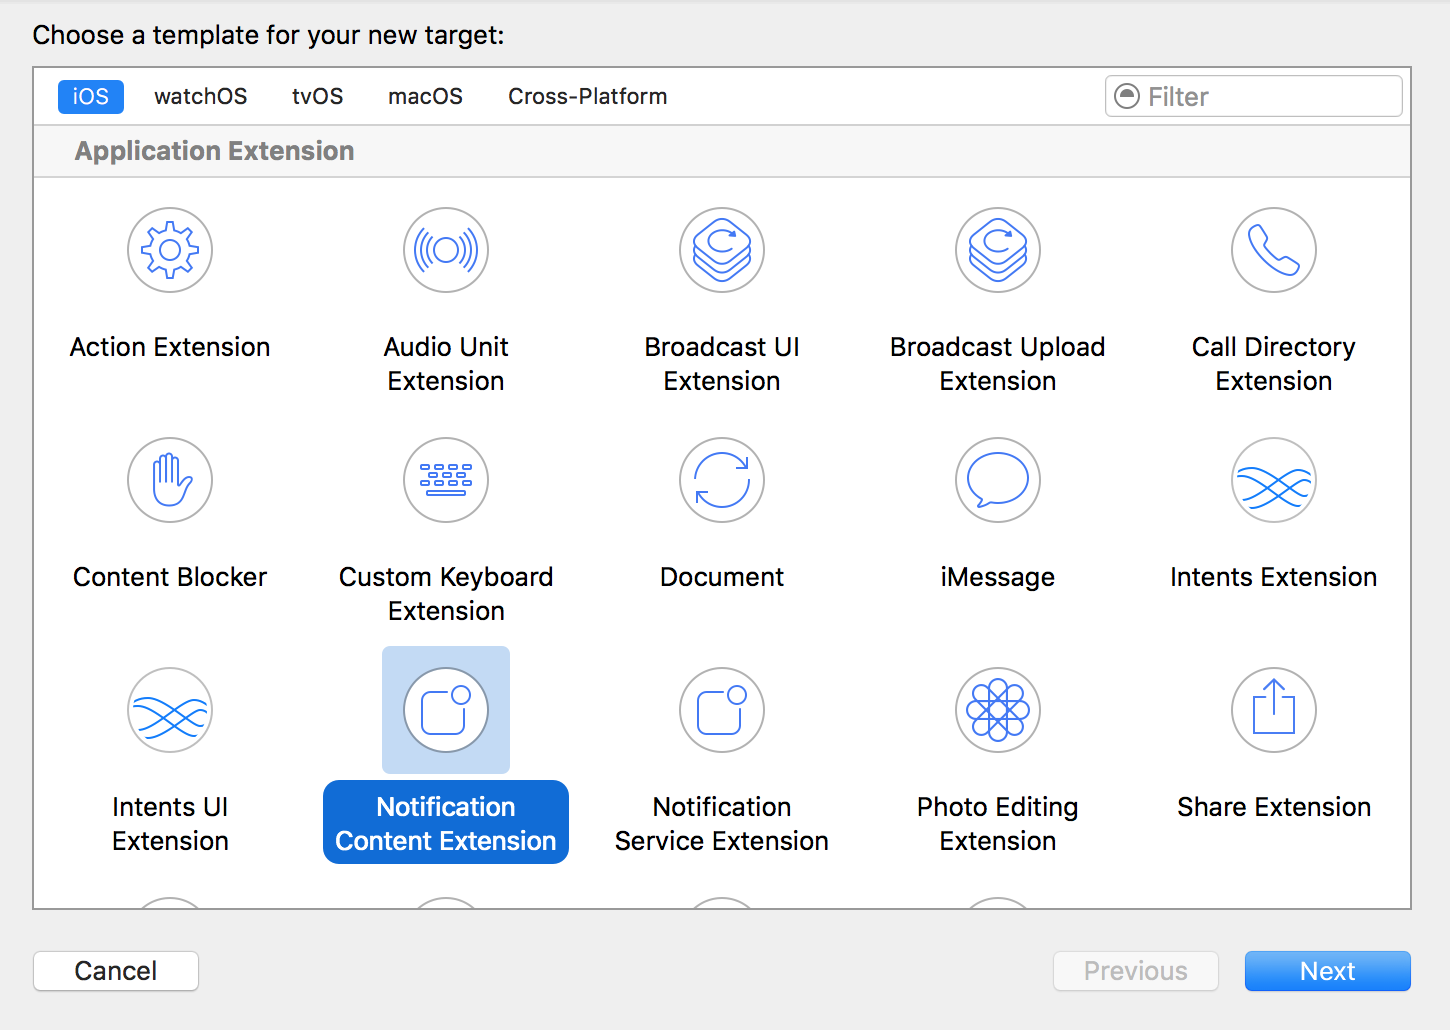 Choose a template for your new target:
iOS watchOS tvOS macOS Cross-Platform Filter
Application Extension
Action Extension
Audio Unit
Extension
Broadcast UI
Extension
Broadcast Upload
Extension
Call Directory
Extension
Content Blocker
Custom Keyboard
Extension
Document
iMessage
Intents Extension
Intents UI
Extension
Notification
Content Extension
Notification
Service Extension
Photo Editing
Extension
Share Extension
Cancel Previous Next